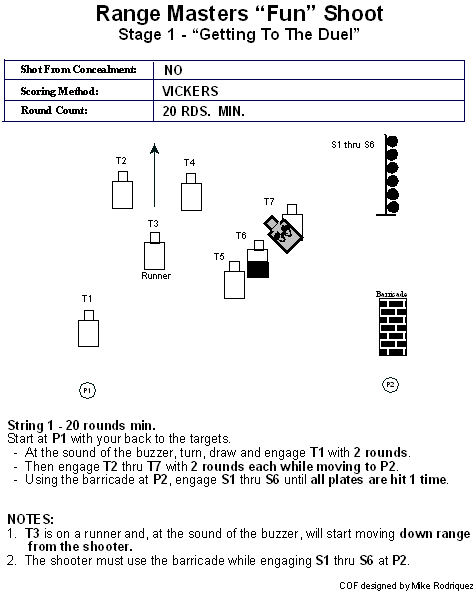 Range Masters “Fun” Shoot
Stage 1 - “Getting To The Duel”
Shot From Concealment: NO
Scoring Method: VICKERS
Round Count: 20 RDS. MIN.
S1 thru S6
T2
T4
T7
T3
T6
T5
Runner
T1
Barricade
P1
P2
String 1 - 20 rounds min.
Start at P1 with your back to the targets.
- At the sound of the buzzer, turn, draw and engage T1 with 2 rounds.
- Then engage T2 thru T7 with 2 rounds each while moving to P2.
- Using the barricade at P2, engage S1 thru S6 until all plates are hit 1 time.
NOTES:
1. T3 is on a runner and, at the sound of the buzzer, will start moving down range
from the shooter.
2. The shooter must use the barricade while engaging S1 thru S6 at P2.
COF designed by Mike Rodriquez